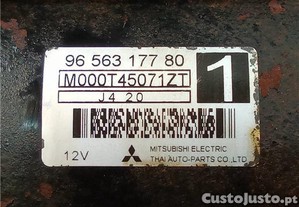 96 563 177 80
M000T45071ZT
J4 20
1
12V
MITSUBISHI ELECTRIC
THAI AUTO-PARTS CO.,LTD
CustoJusto.pt